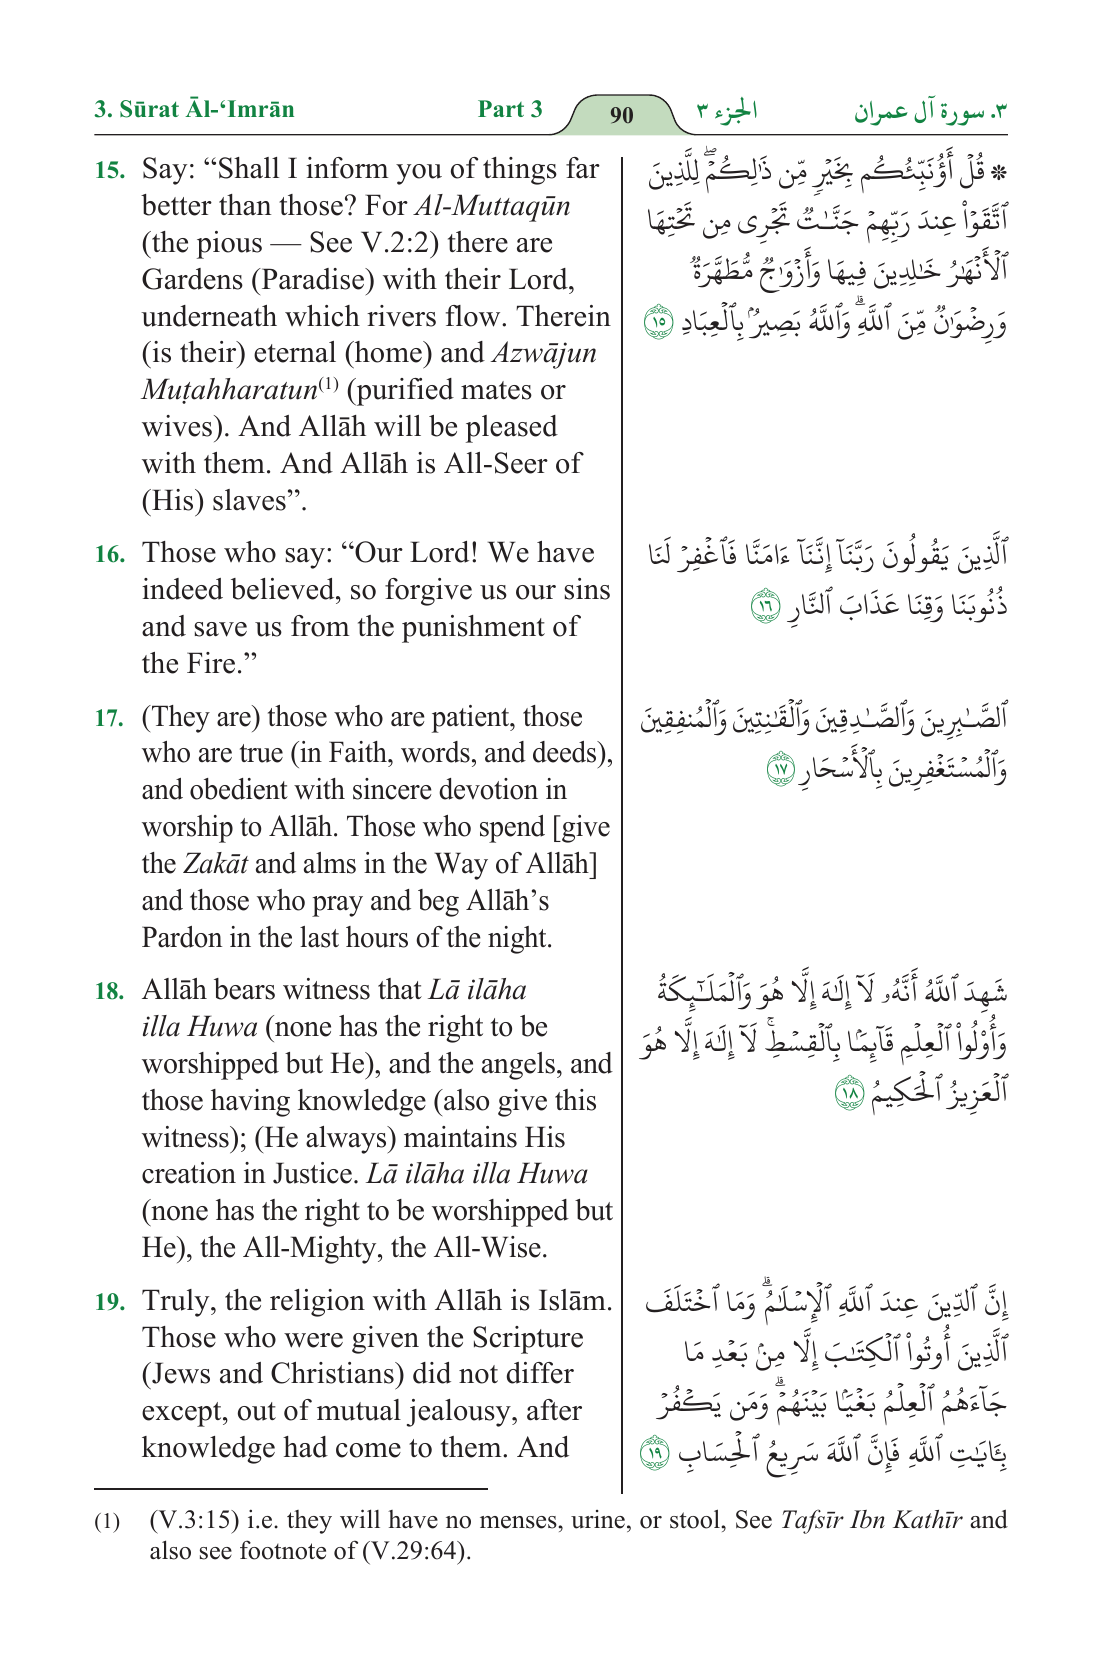 3. Sūrat Āl-‘Imrān Part 3 90 الجزء ٣ ٣. سورة آل عمران
15. Say: “Shall I inform you of things far
better than those? For Al-Muttaqūn
(the pious — See V.2:2) there are
Gardens (Paradise) with their Lord,
underneath which rivers flow. Therein
(is their) eternal (home) and Azwājun
Muṭahharatun(1) (purified mates or
wives). And Allāh will be pleased
with them. And Allāh is All-Seer of
(His) slaves”.
۞ قُلْ أَؤُنَبِّئُكُم بِخَيْرٍ مِّن ذَٰلِكُمْ ۖ لِلَّذِينَ
ٱتَّقَوْا۟ عِندَ رَبِّهِمْ جَنَّـٰتٌ تَجْرِى مِن تَحْتِهَا
ٱلْأَنْهَـٰرُ خَـٰلِدِينَ فِيهَا وَأَزْوَٰجٌ مُّطَهَّرَةٌ
وَرِضْوَٰنٌ مِّنَ ٱللَّهِ ۗ وَٱللَّهُ بَصِيرٌۢ بِٱلْعِبَادِ ١٥
16. Those who say: “Our Lord! We have
indeed believed, so forgive us our sins
and save us from the punishment of
the Fire.”
ٱلَّذِينَ يَقُولُونَ رَبَّنَآ إِنَّنَآ ءَامَنَّا فَٱغْفِرْ لَنَا
ذُنُوبَنَا وَقِنَا عَذَابَ ٱلنَّارِ ١٦
17. (They are) those who are patient, those
who are true (in Faith, words, and deeds),
and obedient with sincere devotion in
worship to Allāh. Those who spend [give
the Zakāt and alms in the Way of Allāh]
and those who pray and beg Allāh’s
Pardon in the last hours of the night.
ٱلصَّـٰبِرِينَ وَٱلصَّـٰدِقِينَ وَٱلْقَـٰنِتِينَ وَٱلْمُنفِقِينَ
وَٱلْمُسْتَغْفِرِينَ بِٱلْأَسْحَارِ ١٧
18. Allāh bears witness that Lā ilāha
illa Huwa (none has the right to be
worshipped but He), and the angels, and
those having knowledge (also give this
witness); (He always) maintains His
creation in Justice. Lā ilāha illa Huwa
(none has the right to be worshipped but
He), the All-Mighty, the All-Wise.
شَهِدَ ٱللَّهُ أَنَّهُۥ لَآ إِلَـٰهَ إِلَّا هُوَ وَٱلْمَلَـٰٓئِكَةُ
وَأُو۟لُوا۟ ٱلْعِلْمِ قَآئِمًۢا بِٱلْقِسْطِ ۚ لَآ إِلَـٰهَ إِلَّا هُوَ
ٱلْعَزِيزُ ٱلْحَكِيمُ ١٨
19. Truly, the religion with Allāh is Islām.
Those who were given the Scripture
(Jews and Christians) did not differ
except, out of mutual jealousy, after
knowledge had come to them. And
إِنَّ ٱلدِّينَ عِندَ ٱللَّهِ ٱلْإِسْلَـٰمُ ۗ وَمَا ٱخْتَلَفَ
ٱلَّذِينَ أُوتُوا۟ ٱلْكِتَـٰبَ إِلَّا مِنۢ بَعْدِ مَا
جَآءَهُمُ ٱلْعِلْمُ بَغْيًۢا بَيْنَهُمْ ۗ وَمَن يَكْفُرْ
بِـَٔايَـٰتِ ٱللَّهِ فَإِنَّ ٱللَّهَ سَرِيعُ ٱلْحِسَابِ ١٩
(1) (V.3:15) i.e. they will have no menses, urine, or stool, See Tafsīr Ibn Kathīr and
also see footnote of (V.29:64).